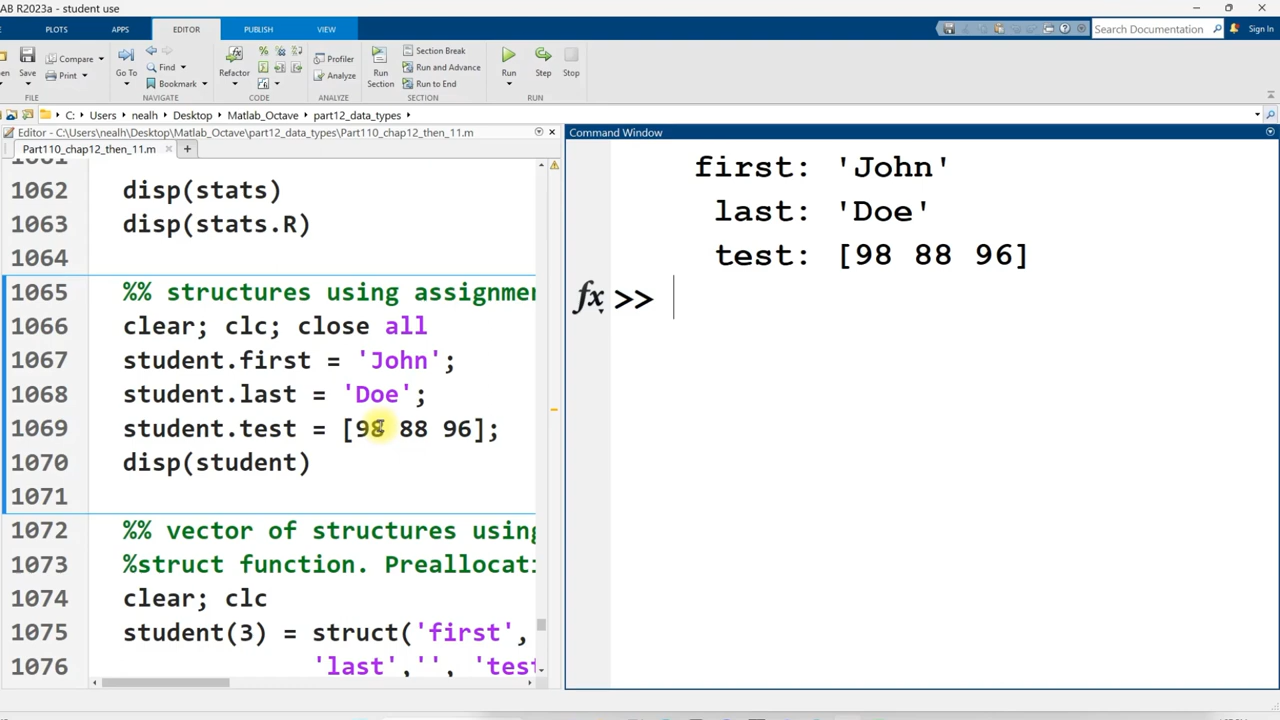 AB R2023a - student use
PLOTS APPS EDITOR PUBLISH VIEW
Search Documentation Sign In
Save Compare Print
Go To Find Bookmark
Refactor
Profiler Analyze
Run Section
Section Break
Run and Advance
Run to End
Run Step Stop
FILE NAVIGATE CODE ANALYZE SECTION RUN
C: Users nealh Desktop Matlab_Octave part12_data_types
Editor - C:\Users\nealh\Desktop\Matlab_Octave\part12_data_types\Part110_chap12_then_11.m
Part110_chap12_then_11.m
1062 disp(stats)
1063 disp(stats.R)
1064
1065 %% structures using assignmen
1066 clear; clc; close all
1067 student.first = 'John';
1068 student.last = 'Doe';
1069 student.test = [98 88 96];
1070 disp(student)
1071
1072 %% vector of structures using
1073 %struct function. Preallocati
1074 clear; clc
1075 student(3) = struct('first',
1076 'last','', 'test
Command Window
first: 'John'
last: 'Doe'
test: [98 88 96]
fx >>